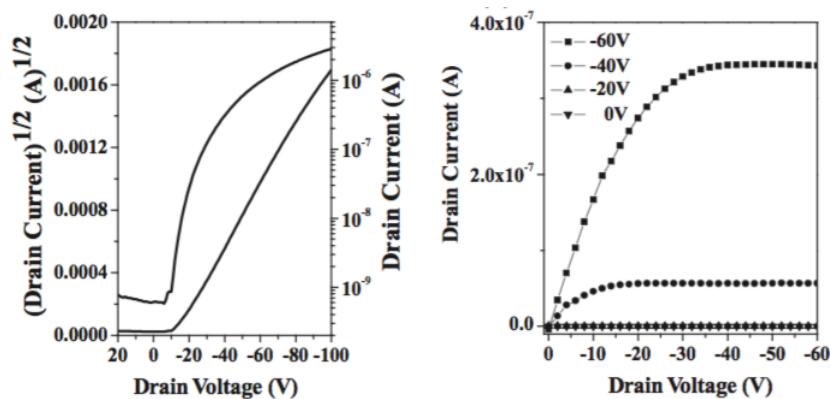 (Drain Current)^1/2 (A)^1/2
0.0020
0.0016
0.0012
0.0008
0.0004
0.0000
10^-6
10^-7
10^-8
10^-9
Drain Current (A)
20 0 -20 -40 -60 -80 -100
Drain Voltage (V)
Drain Current (A)
4.0x10^-7
2.0x10^-7
0.0
-60V
-40V
-20V
0V
0 -10 -20 -30 -40 -50 -60
Drain Voltage (V)